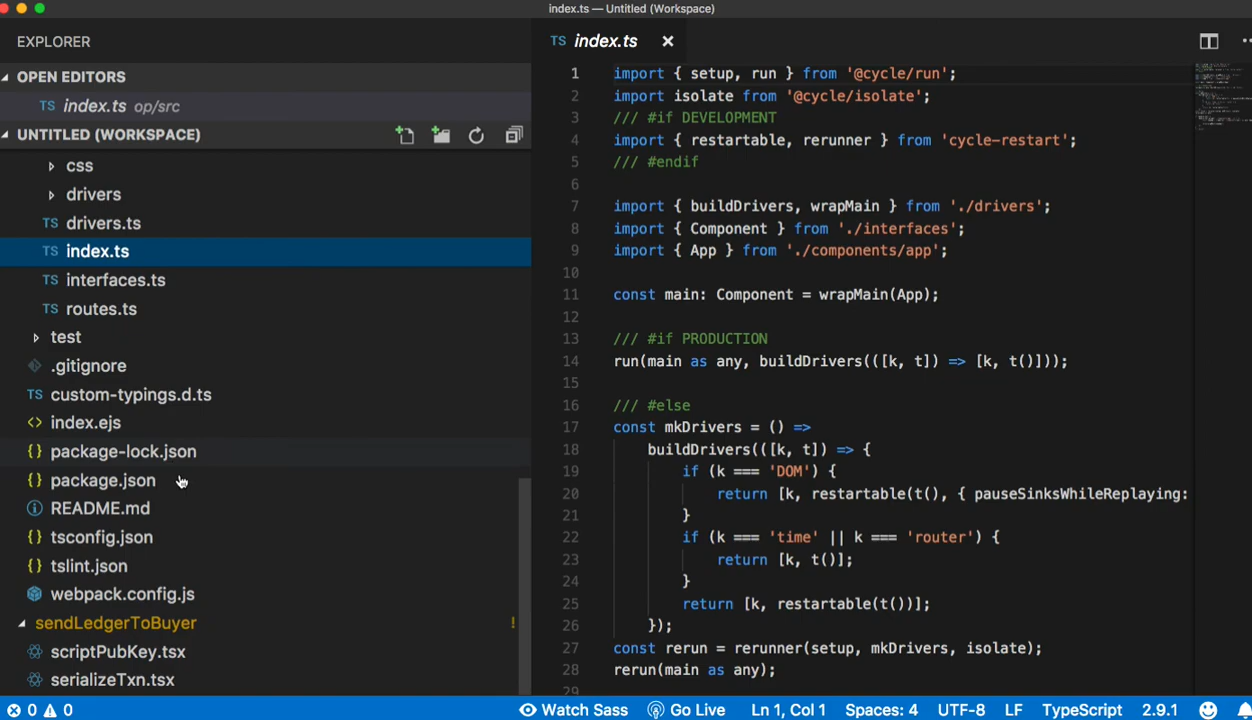 index.ts — Untitled (Workspace)
EXPLORER
OPEN EDITORS
TS index.ts op/src
UNTITLED (WORKSPACE)
css
drivers
TS drivers.ts
TS index.ts
TS interfaces.ts
TS routes.ts
test
.gitignore
TS custom-typings.d.ts
<> index.ejs
{} package-lock.json
{} package.json
README.md
{} tsconfig.json
{} tslint.json
webpack.config.js
sendLedgerToBuyer !
scriptPubKey.tsx
serializeTxn.tsx
TS index.ts ×
1 import { setup, run } from '@cycle/run';
2 import isolate from '@cycle/isolate';
3 /// #if DEVELOPMENT
4 import { restartable, rerunner } from 'cycle-restart';
5 /// #endif
6
7 import { buildDrivers, wrapMain } from './drivers';
8 import { Component } from './interfaces';
9 import { App } from './components/app';
10
11 const main: Component = wrapMain(App);
12
13 /// #if PRODUCTION
14 run(main as any, buildDrivers(([k, t]) => [k, t()]));
15
16 /// #else
17 const mkDrivers = () =>
18 buildDrivers(([k, t]) => {
19 if (k === 'DOM') {
20 return [k, restartable(t(), { pauseSinksWhileReplaying:
21 }
22 if (k === 'time' || k === 'router') {
23 return [k, t()];
24 }
25 return [k, restartable(t())];
26 });
27 const rerun = rerunner(setup, mkDrivers, isolate);
28 rerun(main as any);
29
0 0 Watch Sass Go Live Ln 1, Col 1 Spaces: 4 UTF-8 LF TypeScript 2.9.1